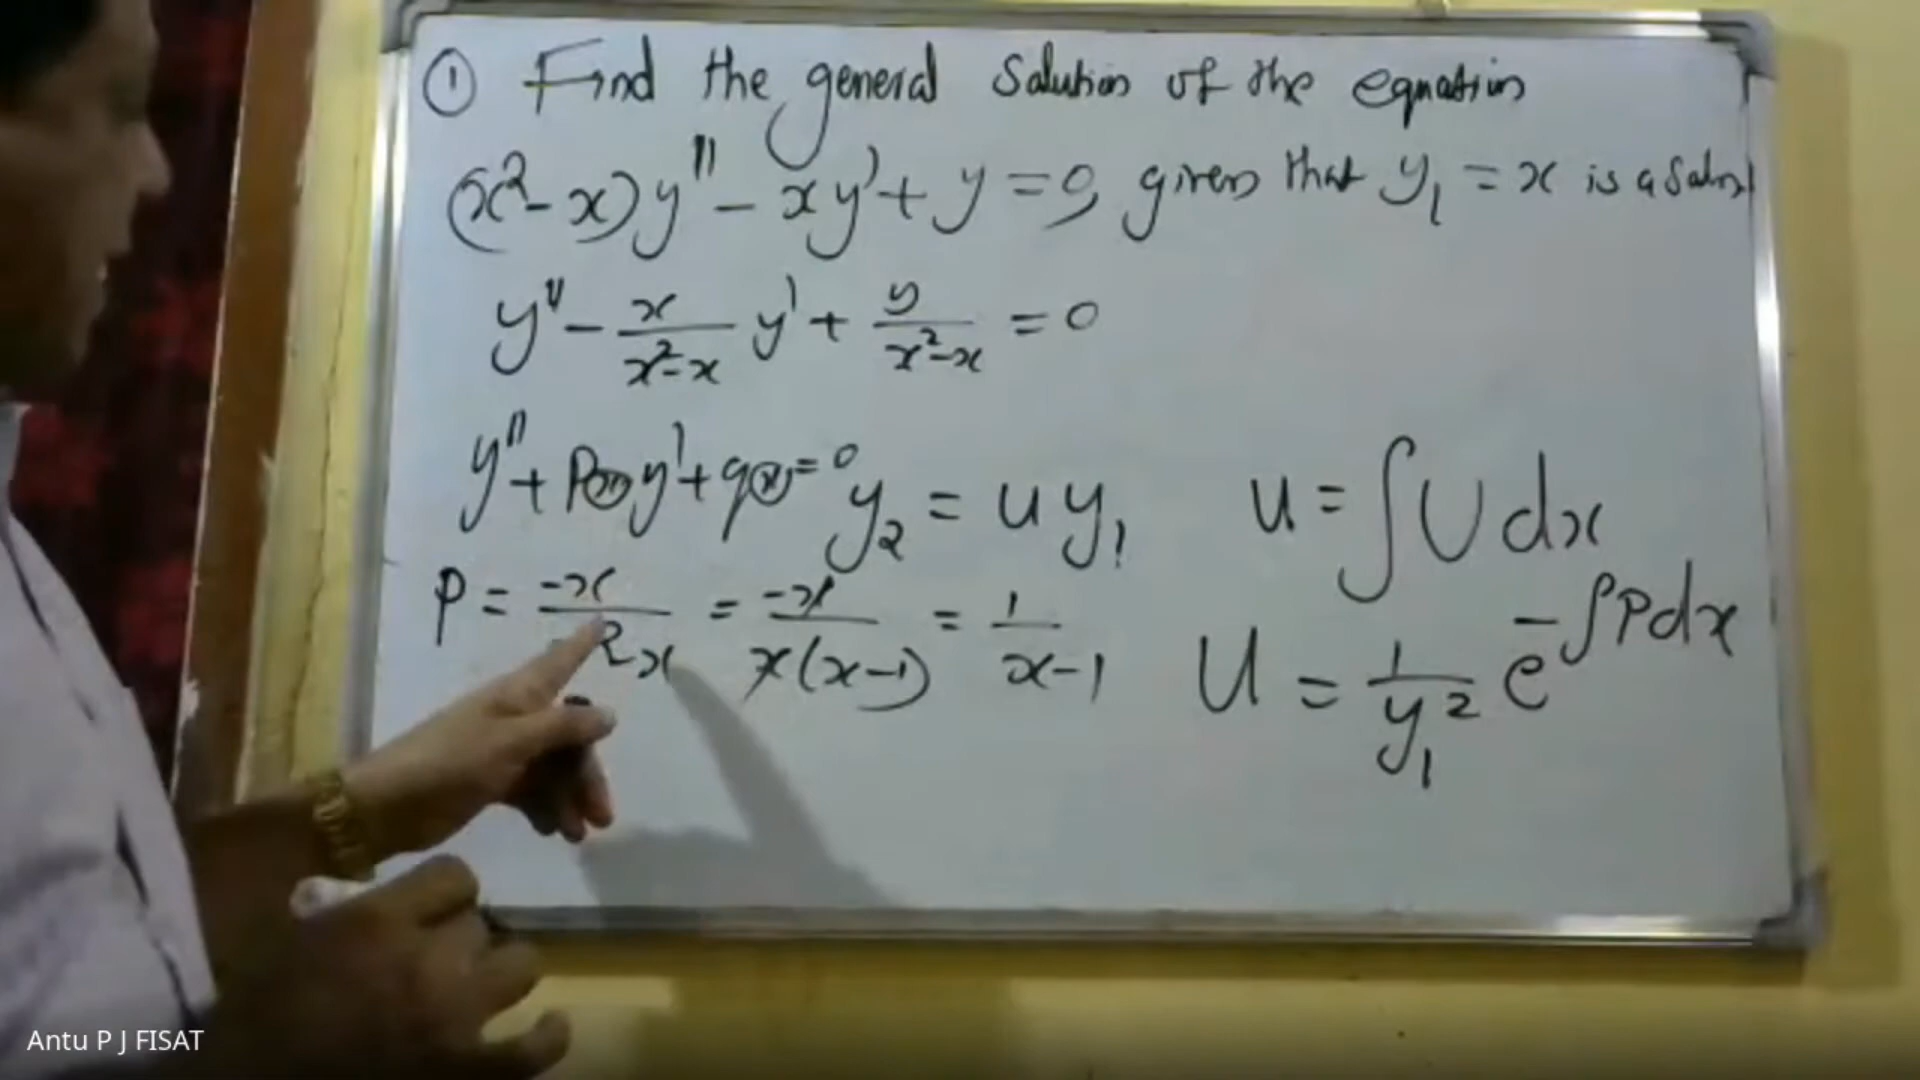 ① Find the general Solution of the equation
(x²-x)y'' - xy' + y = 0, given that y₁ = x is a Soln
y'' - x/(x²-x) y' + y/(x²-x) = 0
y'' + P(x)y' + q(x) = 0
y₂ = u y₁
u = ∫U dx
P = -x/(x²-x) = -x/(x(x-1)) = 1/(x-1)
U = 1/y₁² e^(-∫Pdx)
Antu P J FISAT